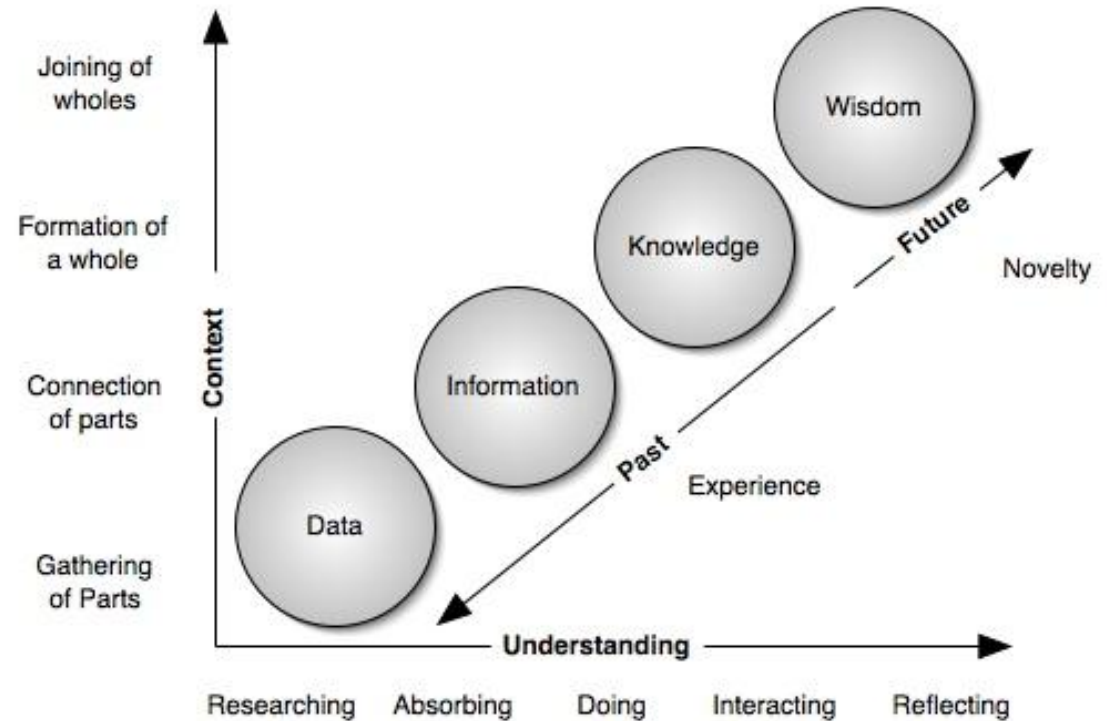 Joining of
wholes
Wisdom
Formation of
a whole
Knowledge
Future
Novelty
Context
Connection
of parts
Information
Past
Experience
Data
Gathering
of Parts
Understanding
Researching Absorbing Doing Interacting Reflecting